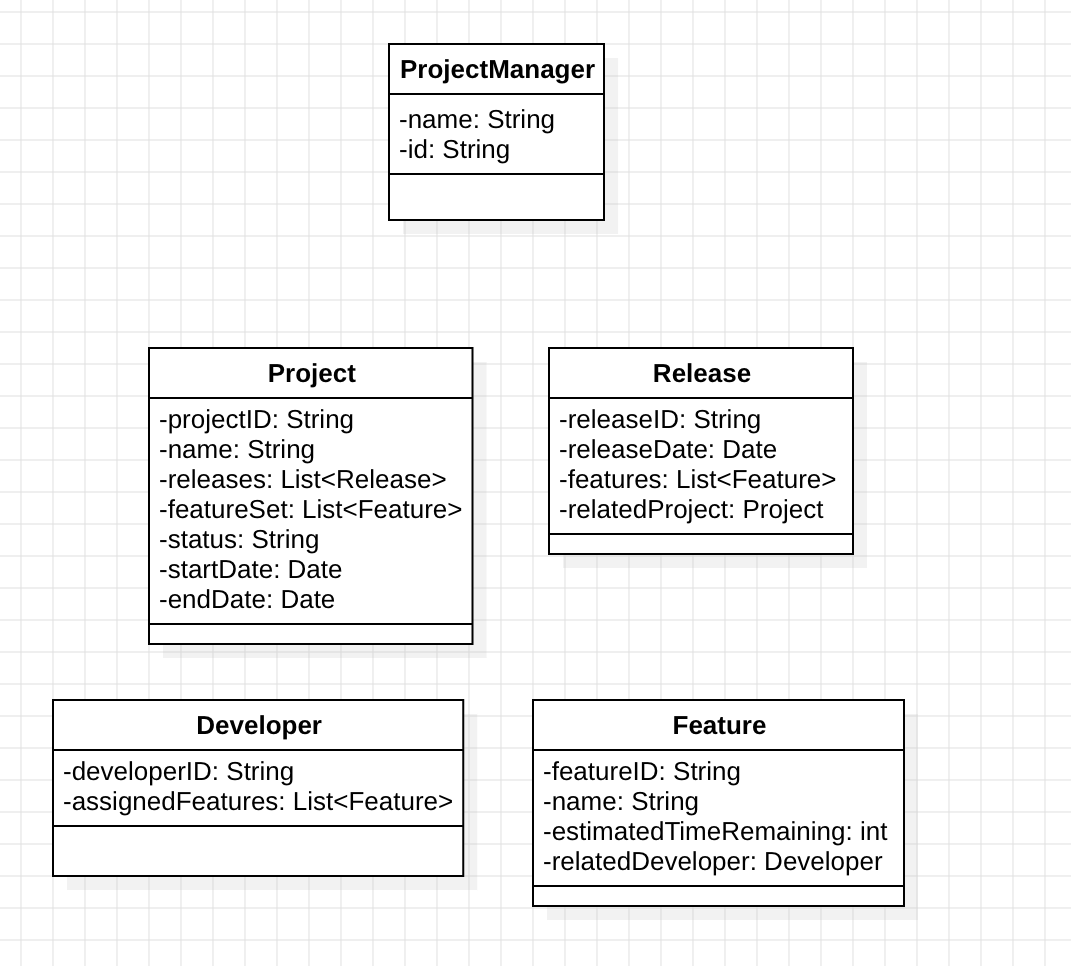 ProjectManager
-name: String
-id: String
Project
-projectID: String
-name: String
-releases: List<Release>
-featureSet: List<Feature>
-status: String
-startDate: Date
-endDate: Date
Release
-releaseID: String
-releaseDate: Date
-features: List<Feature>
-relatedProject: Project
Developer
-developerID: String
-assignedFeatures: List<Feature>
Feature
-featureID: String
-name: String
-estimatedTimeRemaining: int
-relatedDeveloper: Developer